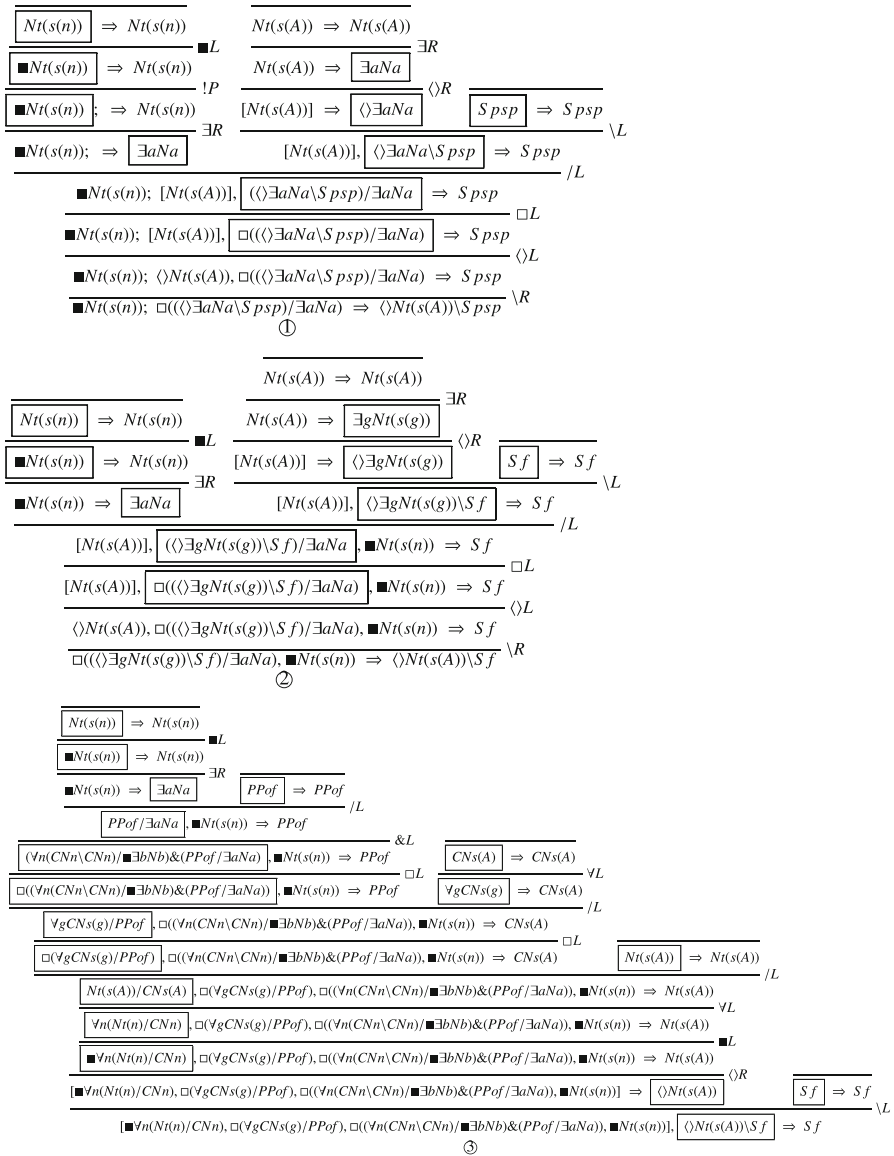 Nt(s(n)) ⇒ Nt(s(n)) Nt(s(A)) ⇒ Nt(s(A))
■L ∃R
■Nt(s(n)) ⇒ Nt(s(n)) Nt(s(A)) ⇒ ∃aNa
!P ⟨⟩R
■Nt(s(n)); ⇒ Nt(s(n)) [Nt(s(A))] ⇒ ⟨⟩∃aNa Spsp ⇒ Spsp
∃R \L
■Nt(s(n)); ⇒ ∃aNa [Nt(s(A))], ⟨⟩∃aNa\Spsp ⇒ Spsp
/L
■Nt(s(n)); [Nt(s(A))], (⟨⟩∃aNa\Spsp)/∃aNa ⇒ Spsp
□L
■Nt(s(n)); [Nt(s(A))], □((⟨⟩∃aNa\Spsp)/∃aNa) ⇒ Spsp
⟨⟩L
■Nt(s(n)); ⟨⟩Nt(s(A)), □((⟨⟩∃aNa\Spsp)/∃aNa) ⇒ Spsp
\R
■Nt(s(n)); □((⟨⟩∃aNa\Spsp)/∃aNa) ⇒ ⟨⟩Nt(s(A))\Spsp
①
Nt(s(A)) ⇒ Nt(s(A))
∃R
Nt(s(n)) ⇒ Nt(s(n)) Nt(s(A)) ⇒ ∃gNt(s(g))
■L ⟨⟩R
■Nt(s(n)) ⇒ Nt(s(n)) [Nt(s(A))] ⇒ ⟨⟩∃gNt(s(g)) Sf ⇒ Sf
∃R \L
■Nt(s(n)) ⇒ ∃aNa [Nt(s(A))], ⟨⟩∃gNt(s(g))\Sf ⇒ Sf
/L
[Nt(s(A))], (⟨⟩∃gNt(s(g))\Sf)/∃aNa, ■Nt(s(n)) ⇒ Sf
□L
[Nt(s(A))], □((⟨⟩∃gNt(s(g))\Sf)/∃aNa), ■Nt(s(n)) ⇒ Sf
⟨⟩L
⟨⟩Nt(s(A)), □((⟨⟩∃gNt(s(g))\Sf)/∃aNa), ■Nt(s(n)) ⇒ Sf
\R
□((⟨⟩∃gNt(s(g))\Sf)/∃aNa), ■Nt(s(n)) ⇒ ⟨⟩Nt(s(A))\Sf
②
Nt(s(n)) ⇒ Nt(s(n))
■L
■Nt(s(n)) ⇒ Nt(s(n))
∃R
■Nt(s(n)) ⇒ ∃aNa PPof ⇒ PPof
/L
PPof/∃aNa, ■Nt(s(n)) ⇒ PPof
&L
(∀n(CNn\CNn)/■∃bNb)&(PPof/∃aNa), ■Nt(s(n)) ⇒ PPof CNs(A) ⇒ CNs(A)
□L ∀L
□((∀n(CNn\CNn)/■∃bNb)&(PPof/∃aNa)), ■Nt(s(n)) ⇒ PPof ∀gCNs(g) ⇒ CNs(A)
/L
∀gCNs(g)/PPof, □((∀n(CNn\CNn)/■∃bNb)&(PPof/∃aNa)), ■Nt(s(n)) ⇒ CNs(A)
□L
□(∀gCNs(g)/PPof), □((∀n(CNn\CNn)/■∃bNb)&(PPof/∃aNa)), ■Nt(s(n)) ⇒ CNs(A) Nt(s(A)) ⇒ Nt(s(A))
/L
Nt(s(A))/CNs(A), □(∀gCNs(g)/PPof), □((∀n(CNn\CNn)/■∃bNb)&(PPof/∃aNa)), ■Nt(s(n)) ⇒ Nt(s(A))
∀L
∀n(Nt(n)/CNn), □(∀gCNs(g)/PPof), □((∀n(CNn\CNn)/■∃bNb)&(PPof/∃aNa)), ■Nt(s(n)) ⇒ Nt(s(A))
■L
■∀n(Nt(n)/CNn), □(∀gCNs(g)/PPof), □((∀n(CNn\CNn)/■∃bNb)&(PPof/∃aNa)), ■Nt(s(n)) ⇒ Nt(s(A))
⟨⟩R
[■∀n(Nt(n)/CNn), □(∀gCNs(g)/PPof), □((∀n(CNn\CNn)/■∃bNb)&(PPof/∃aNa)), ■Nt(s(n))] ⇒ ⟨⟩Nt(s(A)) Sf ⇒ Sf
\L
[■∀n(Nt(n)/CNn), □(∀gCNs(g)/PPof), □((∀n(CNn\CNn)/■∃bNb)&(PPof/∃aNa)), ■Nt(s(n))], ⟨⟩Nt(s(A))\Sf ⇒ Sf
③